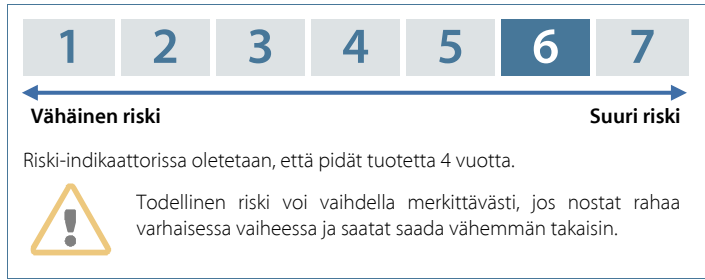 1 2 3 4 5 6 7
Vähäinen riski Suuri riski
Riski-indikaattorissa oletetaan, että pidät tuotetta 4 vuotta.
Todellinen riski voi vaihdella merkittävästi, jos nostat rahaa
varhaisessa vaiheessa ja saatat saada vähemmän takaisin.